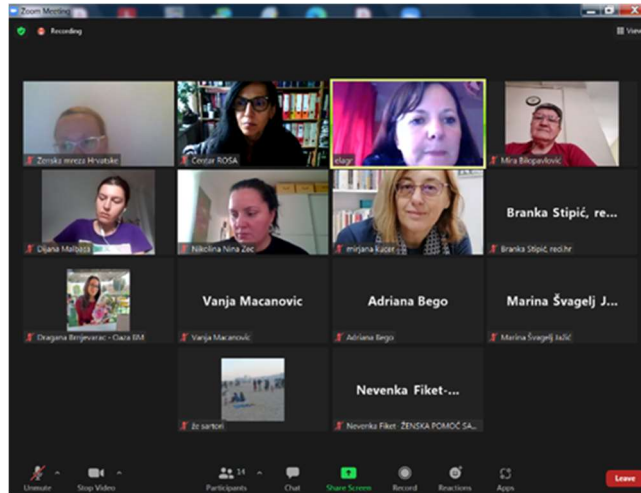 Zoom Meeting
Recording
View
Zenska mreza Hrvatske
Centar ROSA
elagr
Mira Bilopavlović
Dijana Malbaša
Nikolina Nina Zec
mirjana kucer
Branka Stipić, re...
Branka Stipić, reci.hr
Dragana Brnjevarac - Oaza BM
Vanja Macanovic
Vanja Macanovic
Adriana Bego
Adriana Bego
Marina Švagelj J...
Marina Švagelj Jažić
že sartori
Nevenka Fiket-...
Nevenka Fiket- ŽENSKA POMOĆ SA...
Unmute
Stop Video
14
Participants
Chat
Share Screen
Record
Reactions
Apps
Leave